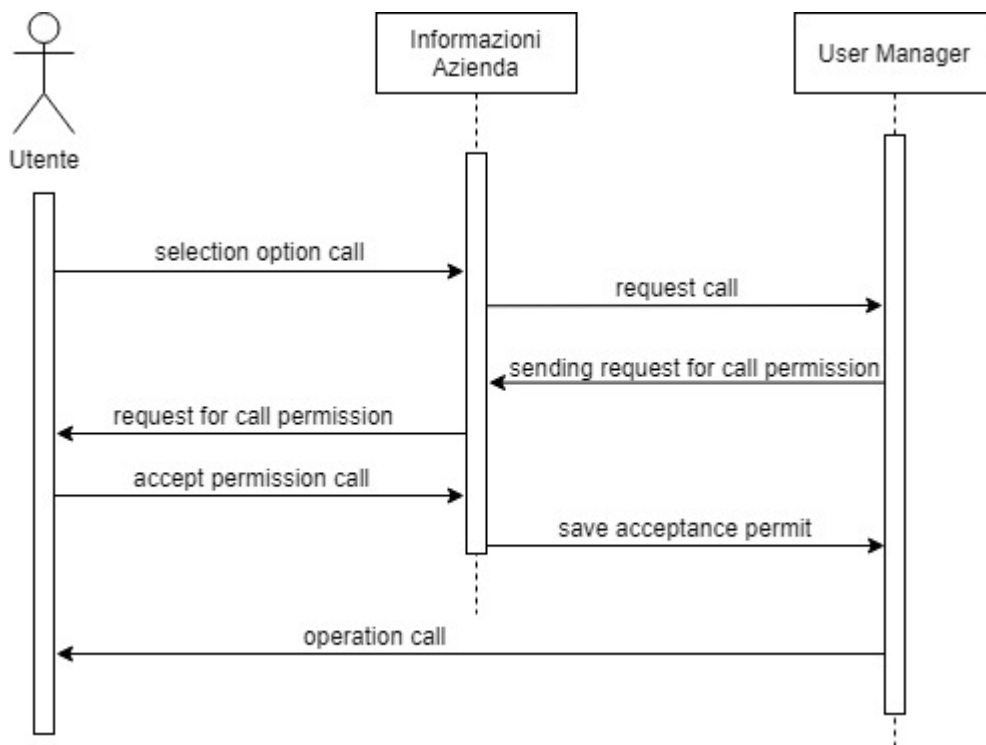 Informazioni
Azienda
User Manager
Utente
selection option call
request call
sending request for call permission
request for call permission
accept permission call
save acceptance permit
operation call